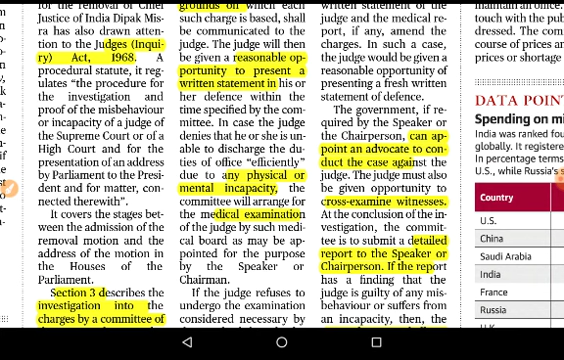 for the removal of Chief
Justice of India Dipak Mis-
ra has also drawn atten-
tion to the Judges (Inqui-
ry) Act, 1968. A
procedural statute, it reg-
ulates “the procedure for
the investigation and
proof of the misbehaviour
or incapacity of a judge of
the Supreme Court or of a
High Court and for the
presentation of an address
by Parliament to the Presi-
dent and for matter, con-
nected therewith”.
It covers the stages bet-
ween the admission of the
removal motion and the
address of the motion in
the Houses of the
Parliament.
Section 3 describes the
investigation into the
charges by a committee of
grounds on which each
such charge is based, shall
be communicated to the
judge. The judge will then
be given a reasonable op-
portunity to present a
written statement in his or
her defence within the
time specified by the com-
mittee. In case the judge
denies that he or she is un-
able to discharge the du-
ties of office “efficiently”
due to any physical or
mental incapacity, the
committee will arrange for
the medical examination
of the judge by such medi-
cal board as may be ap-
pointed for the purpose
by the Speaker or
Chairman.
If the judge refuses to
undergo the examination
considered necessary by
written statement of the
judge and the medical re-
port, if any, amend the
charges. In such a case,
the judge would be given a
reasonable opportunity of
presenting a fresh written
statement of defence.
The government, if re-
quired by the Speaker or
the Chairperson, can ap-
point an advocate to con-
duct the case against the
judge. The judge must also
be given opportunity to
cross-examine witnesses.
At the conclusion of the in-
vestigation, the commit-
tee is to submit a detailed
report to the Speaker or
Chairperson. If the report
has a finding that the
judge is guilty of any mis-
behaviour or suffers from
an incapacity, then, the
touch with the pub
dressed. The com
course of prices an
prices or shortage
DATA POIN
Spending on mi
India was ranked fou
globally. It registere
In percentage terms
U.S., while Russia's s
Country
U.S.
China
Saudi Arabia
India
France
Russia
U.K.